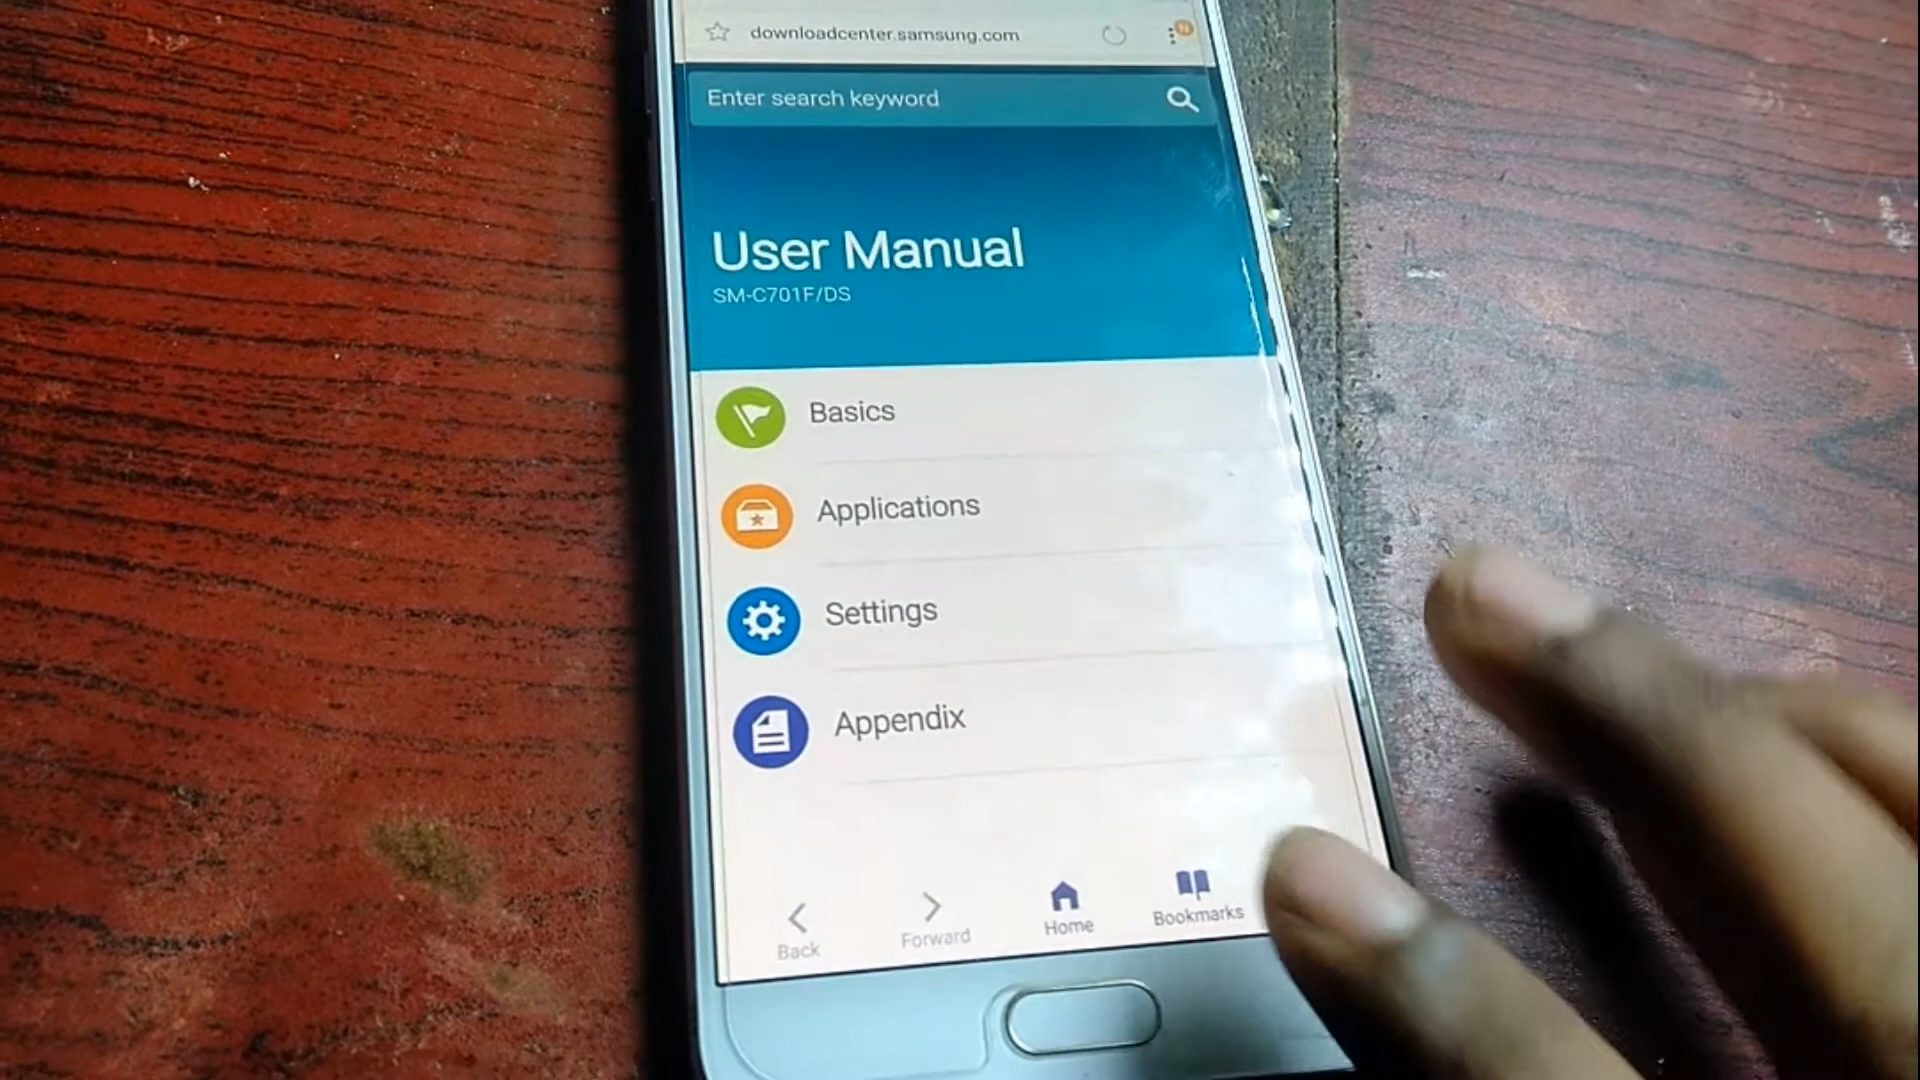 downloadcenter.samsung.com
Enter search keyword
User Manual
SM-C701F/DS
Basics
Applications
Settings
Appendix
Back
Forward
Home
Bookmarks